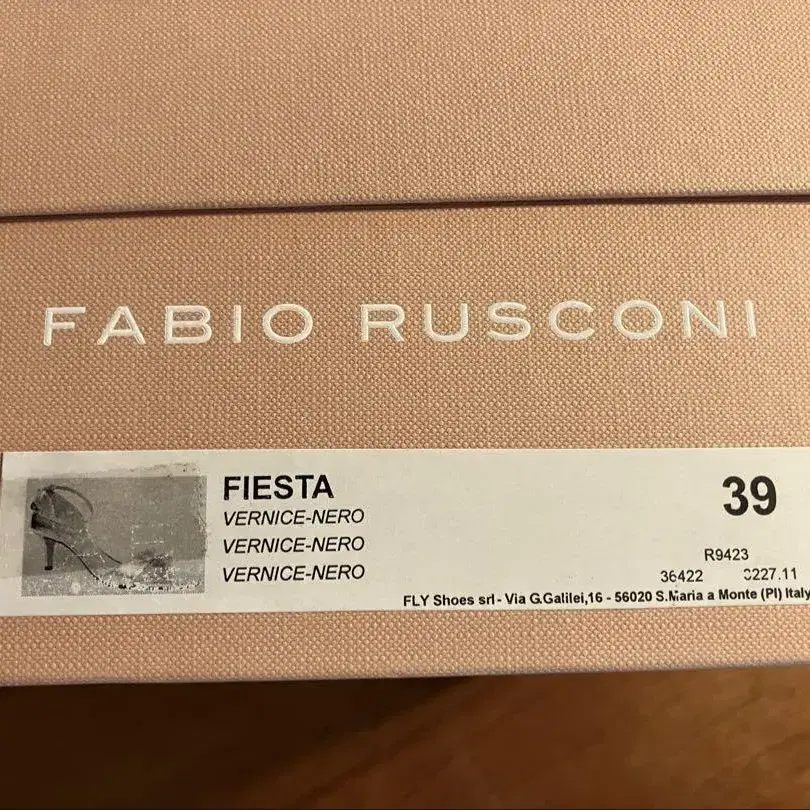 FABIO RUSCONI
FIESTA
39
VERNICE-NERO
VERNICE-NERO
R9423
VERNICE-NERO
36422
FLY Shoes srl - Via G.Galilei,16 - 56020 S.Maria a Monte (PI) Italy